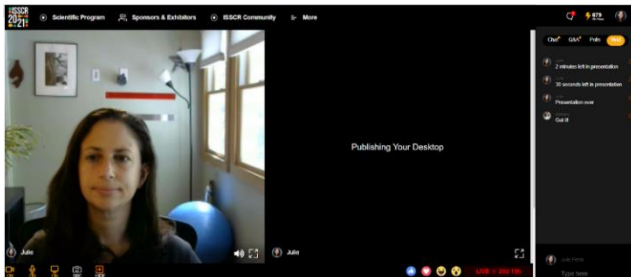 ISSCR
2021
Scientific Program
Sponsors & Exhibitors
ISSCR Community
More
679
Chat
Q&A
Polls
2 minutes left in presentation
30 seconds left in presentation
Presentation over
Got it
Publishing Your Desktop
Julie
Julie
Type here